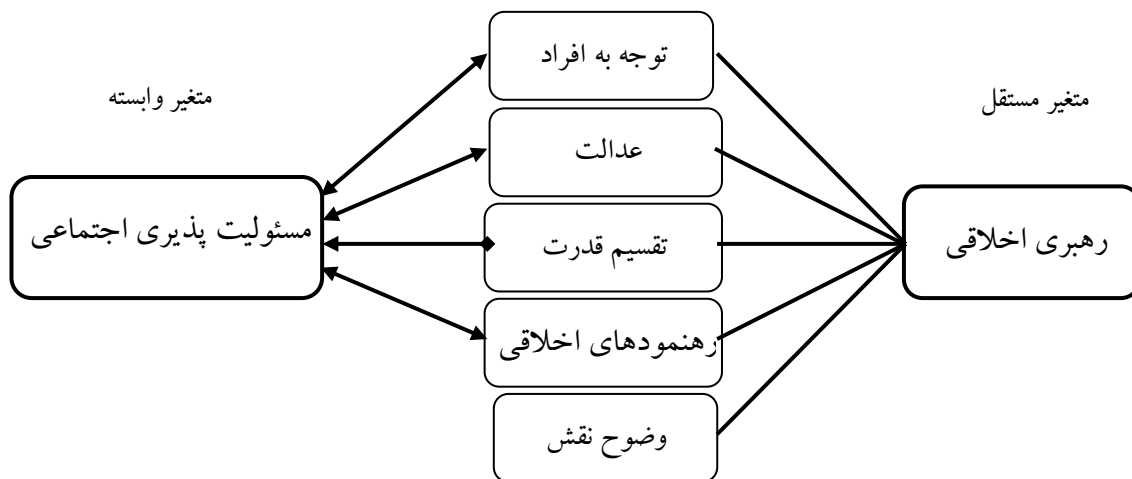 توجه به افراد
متغیر مستقل
متغیر وابسته
عدالت
رهبری اخلاقی
مسئولیت پذیری اجتماعی
تقسیم قدرت
رهنمودهای اخلاقی
وضوح نقش